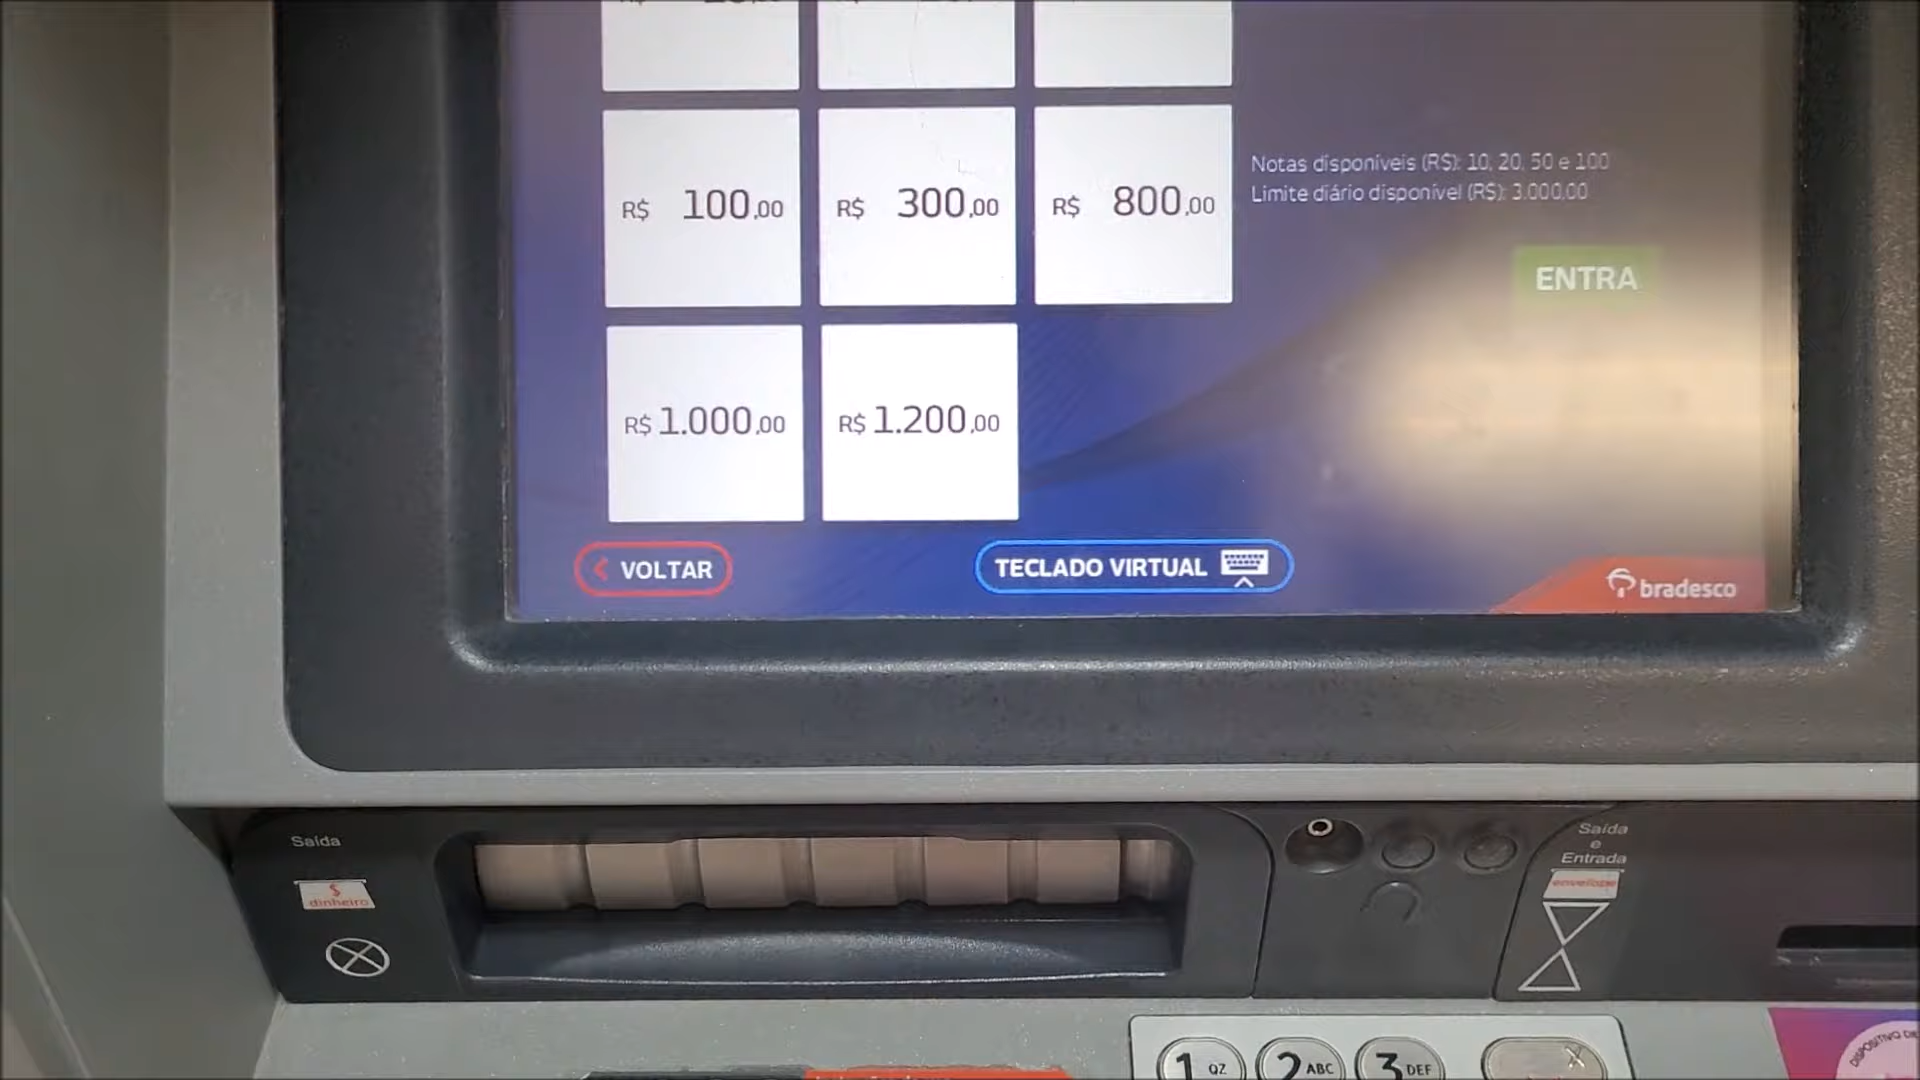 R$ 100,00
R$ 300,00
R$ 800,00
Notas disponíveis (R$): 10, 20, 50 e 100
Limite diário disponível (R$): 3.000,00
ENTRA
R$ 1.000,00
R$ 1.200,00
VOLTAR
TECLADO VIRTUAL
bradesco
Saída
$
dinheiro
Saída
e
Entrada
envelope
1 QZ
2 ABC
3 DEF
X
DISPOSITIVO DE